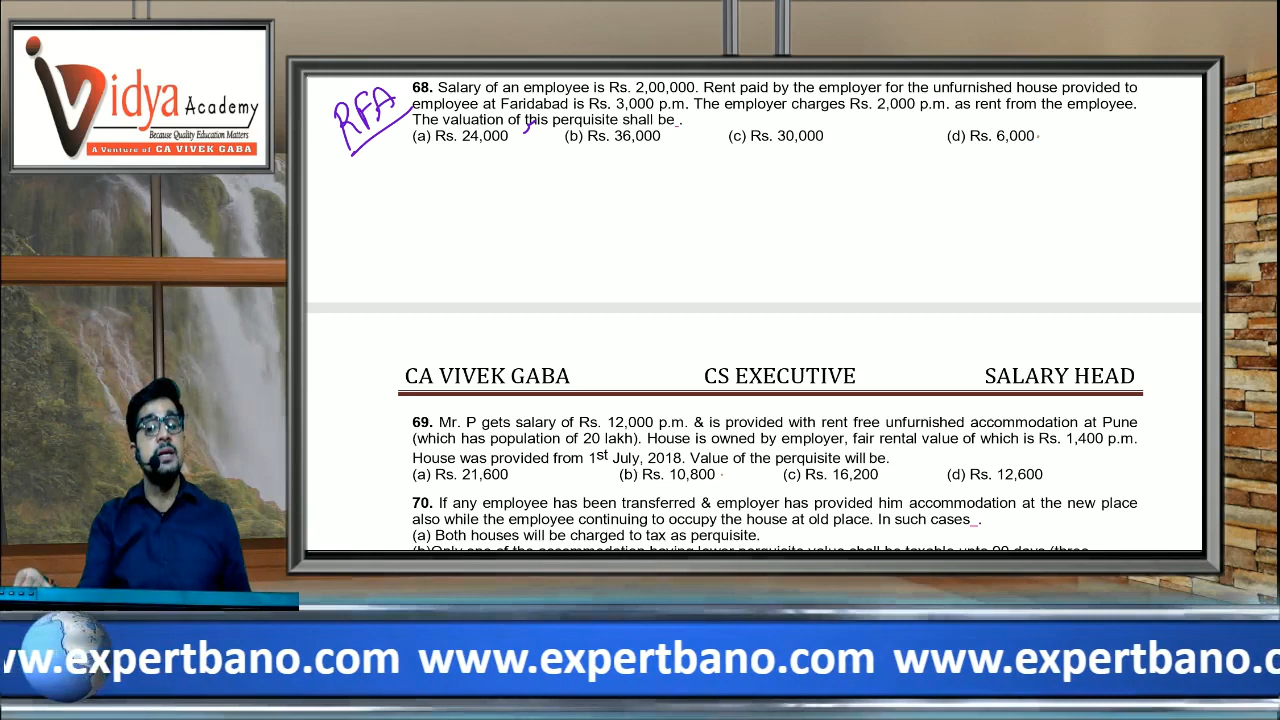 iVidya Academy
Because Quality Education Matters
A Venture of CA VIVEK GABA
RFA
68. Salary of an employee is Rs. 2,00,000. Rent paid by the employer for the unfurnished house provided to
employee at Faridabad is Rs. 3,000 p.m. The employer charges Rs. 2,000 p.m. as rent from the employee.
The valuation of this perquisite shall be_.
(a) Rs. 24,000 (b) Rs. 36,000 (c) Rs. 30,000 (d) Rs. 6,000
CA VIVEK GABA CS EXECUTIVE SALARY HEAD
69. Mr. P gets salary of Rs. 12,000 p.m. & is provided with rent free unfurnished accommodation at Pune
(which has population of 20 lakh). House is owned by employer, fair rental value of which is Rs. 1,400 p.m.
House was provided from 1st July, 2018. Value of the perquisite will be.
(a) Rs. 21,600 (b) Rs. 10,800 (c) Rs. 16,200 (d) Rs. 12,600
70. If any employee has been transferred & employer has provided him accommodation at the new place
also while the employee continuing to occupy the house at old place. In such cases_.
(a) Both houses will be charged to tax as perquisite.
www.expertbano.com www.expertbano.com www.expertbano.c